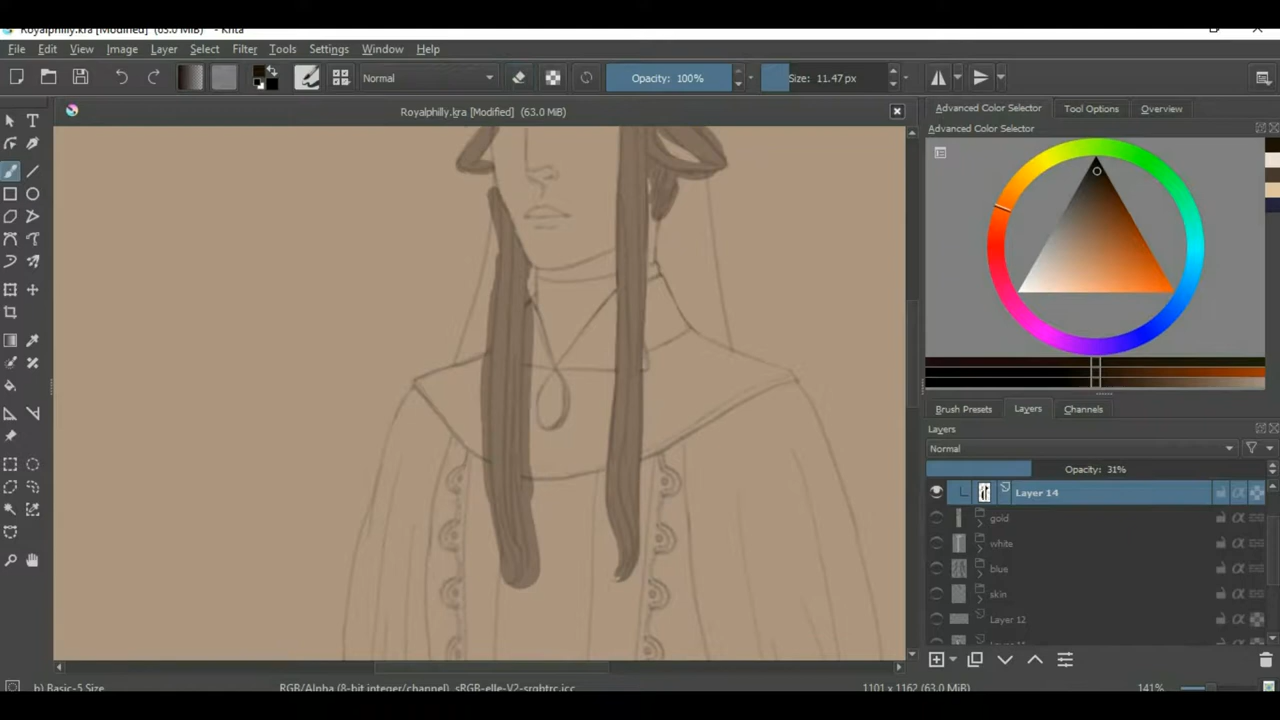 Royalphilly.kra [Modified] (63.0 MiB) - Krita
File Edit View Image Layer Select Filter Tools Settings Window Help
Normal Opacity: 100% Size: 11.47 px
Royalphilly.kra [Modified] (63.0 MiB)
Advanced Color Selector Tool Options Overview
Advanced Color Selector
Brush Presets Layers Channels
Layers
Normal
Opacity: 31%
Layer 14
gold
white
blue
skin
Layer 12
b) Basic-5 Size RGB/Alpha (8-bit integer/channel) sRGB-elle-V2-srgbtrc.icc 1101 x 1162 (63.0 MiB) 141%